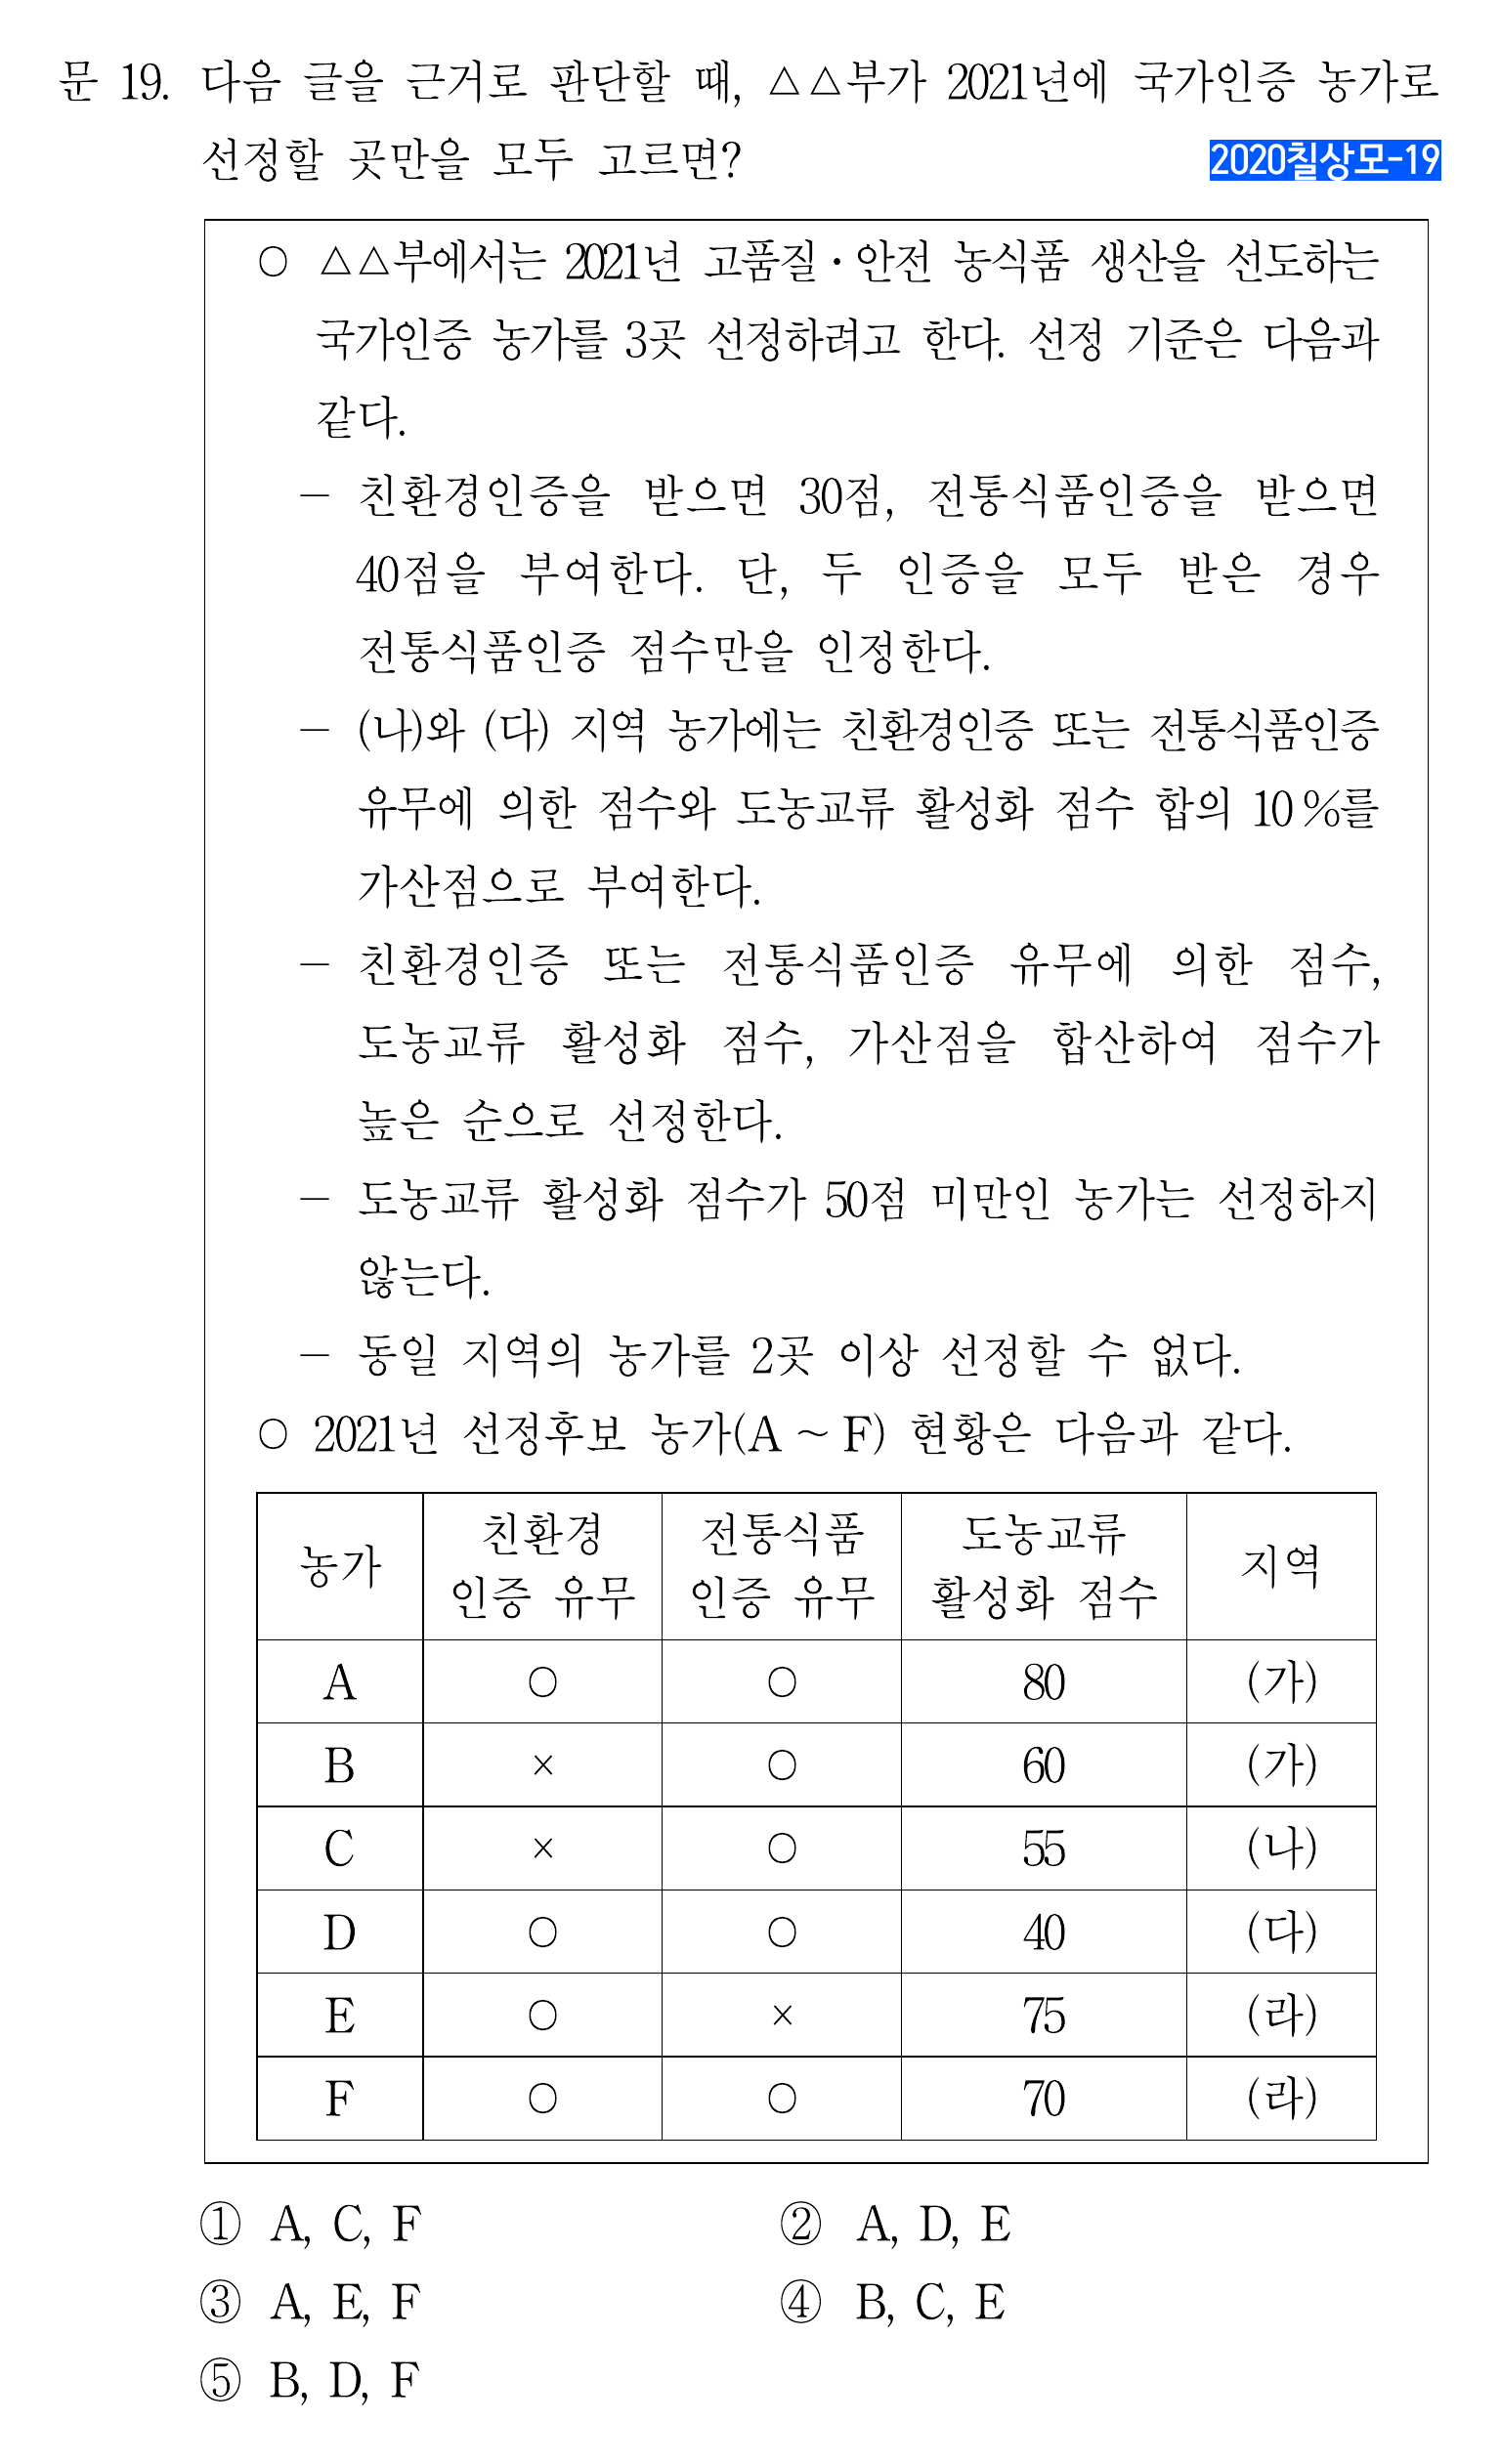 문 19. 다음 글을 근거로 판단할 때, △△부가 2021년에 국가인증 농가로
선정할 곳만을 모두 고르면?
2020칠상모-19
○ △△부에서는 2021년 고품질·안전 농식품 생산을 선도하는
국가인증 농가를 3곳 선정하려고 한다. 선정 기준은 다음과
같다.
- 친환경인증을 받으면 30점, 전통식품인증을 받으면
40점을 부여한다. 단, 두 인증을 모두 받은 경우
전통식품인증 점수만을 인정한다.
- (나)와 (다) 지역 농가에는 친환경인증 또는 전통식품인증
유무에 의한 점수와 도농교류 활성화 점수 합의 10%를
가산점으로 부여한다.
- 친환경인증 또는 전통식품인증 유무에 의한 점수,
도농교류 활성화 점수, 가산점을 합산하여 점수가
높은 순으로 선정한다.
- 도농교류 활성화 점수가 50점 미만인 농가는 선정하지
않는다.
- 동일 지역의 농가를 2곳 이상 선정할 수 없다.
○ 2021년 선정후보 농가(A ~ F) 현황은 다음과 같다.
농가 친환경 인증 유무 전통식품 인증 유무 도농교류 활성화 점수 지역
A ○ ○ 80 (가)
B × ○ 60 (가)
C × ○ 55 (나)
D ○ ○ 40 (다)
E ○ × 75 (라)
F ○ ○ 70 (라)
① A, C, F ② A, D, E
③ A, E, F ④ B, C, E
⑤ B, D, F